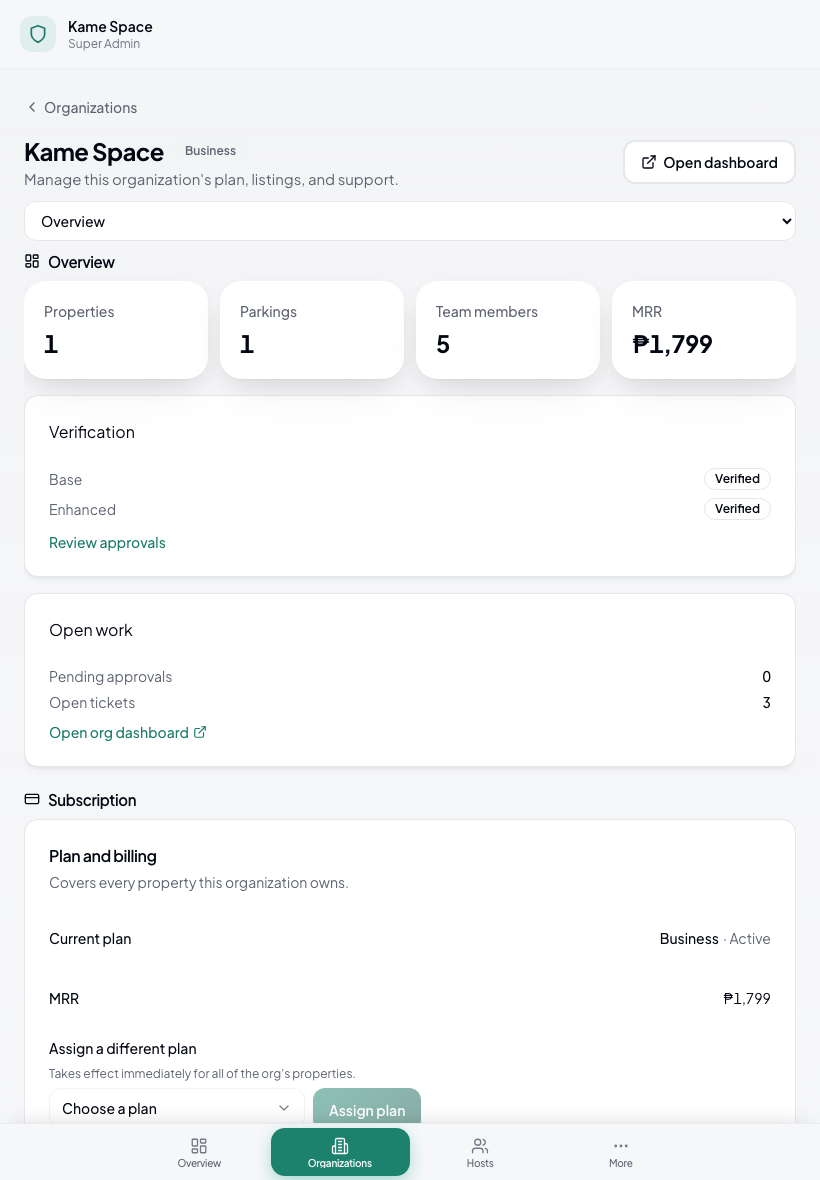 Kame Space
Super Admin
Organizations
Kame Space Business
Open dashboard
Manage this organization's plan, listings, and support.
Overview
Overview
Properties
1
Parkings
1
Team members
5
MRR
₱1,799
Verification
Base Verified
Enhanced Verified
Review approvals
Open work
Pending approvals 0
Open tickets 3
Open org dashboard
Subscription
Plan and billing
Covers every property this organization owns.
Current plan Business · Active
MRR ₱1,799
Assign a different plan
Takes effect immediately for all of the org's properties.
Choose a plan Assign plan
Overview Organizations Hosts More